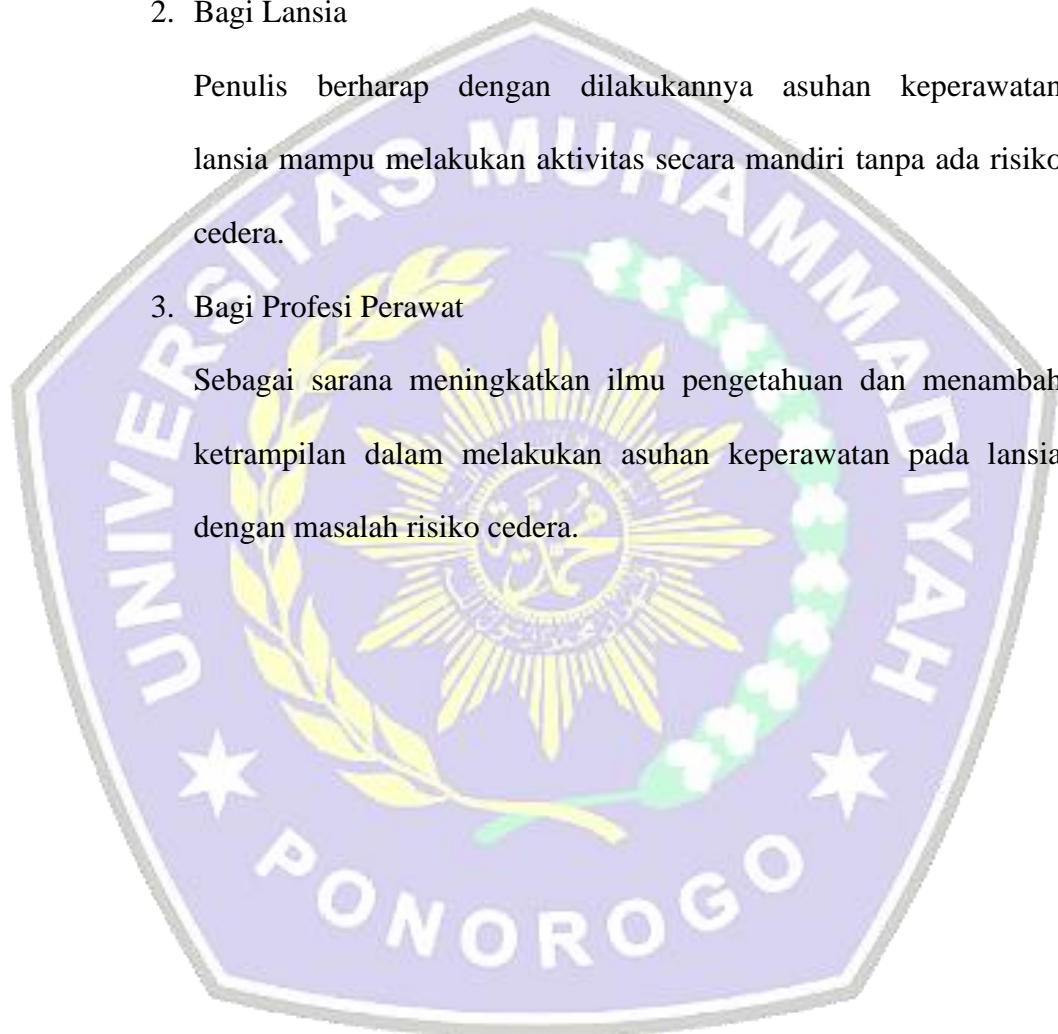 2. Bagi Lansia
Penulis berharap dengan dilakukannya asuhan keperawatan
lansia mampu melakukan aktivitas secara mandiri tanpa ada risiko
cedera.
3. Bagi Profesi Perawat
Sebagai sarana meningkatkan ilmu pengetahuan dan menambah
ketrampilan dalam melakukan asuhan keperawatan pada lansia
dengan masalah risiko cedera.
UNIVERSITAS MUHAMMADIYAH
PONOROGO